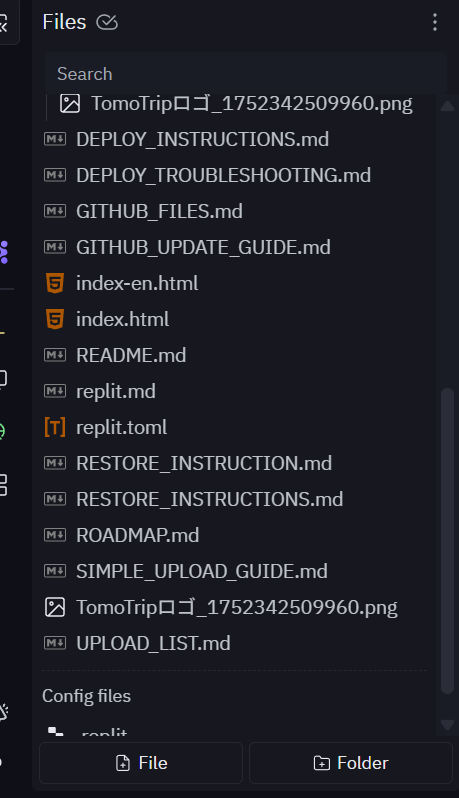 Files
Search
TomoTripロゴ_1752342509960.png
DEPLOY_INSTRUCTIONS.md
DEPLOY_TROUBLESHOOTING.md
GITHUB_FILES.md
GITHUB_UPDATE_GUIDE.md
index-en.html
index.html
README.md
replit.md
replit.toml
RESTORE_INSTRUCTION.md
RESTORE_INSTRUCTIONS.md
ROADMAP.md
SIMPLE_UPLOAD_GUIDE.md
TomoTripロゴ_1752342509960.png
UPLOAD_LIST.md
Config files
.replit
File
Folder